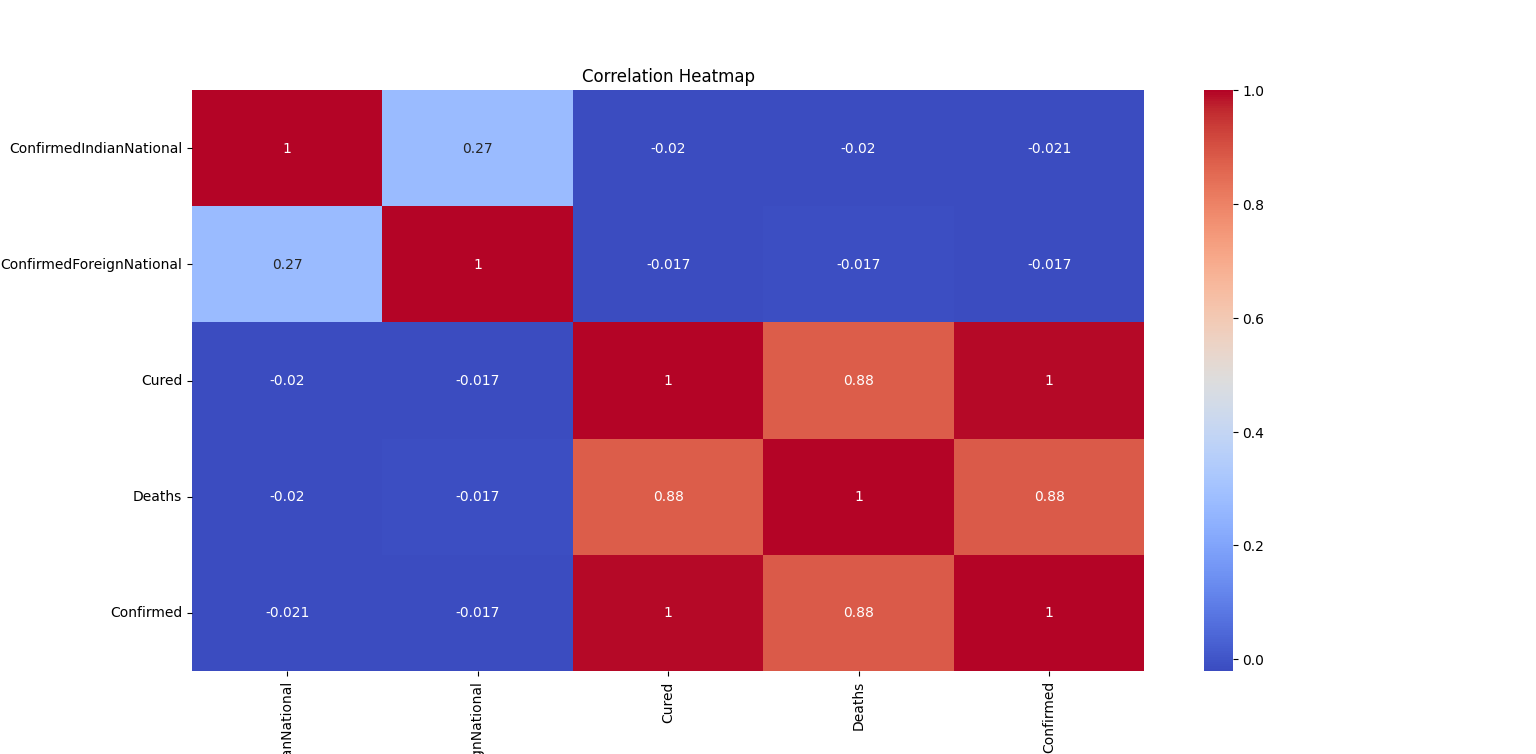 Correlation Heatmap
ConfirmedIndianNational 1 0.27 -0.02 -0.02 -0.021
ConfirmedForeignNational 0.27 1 -0.017 -0.017 -0.017
Cured -0.02 -0.017 1 0.88 1
Deaths -0.02 -0.017 0.88 1 0.88
Confirmed -0.021 -0.017 1 0.88 1
anNational
gnNational
Cured
Deaths
Confirmed
1.0
0.8
0.6
0.4
0.2
0.0